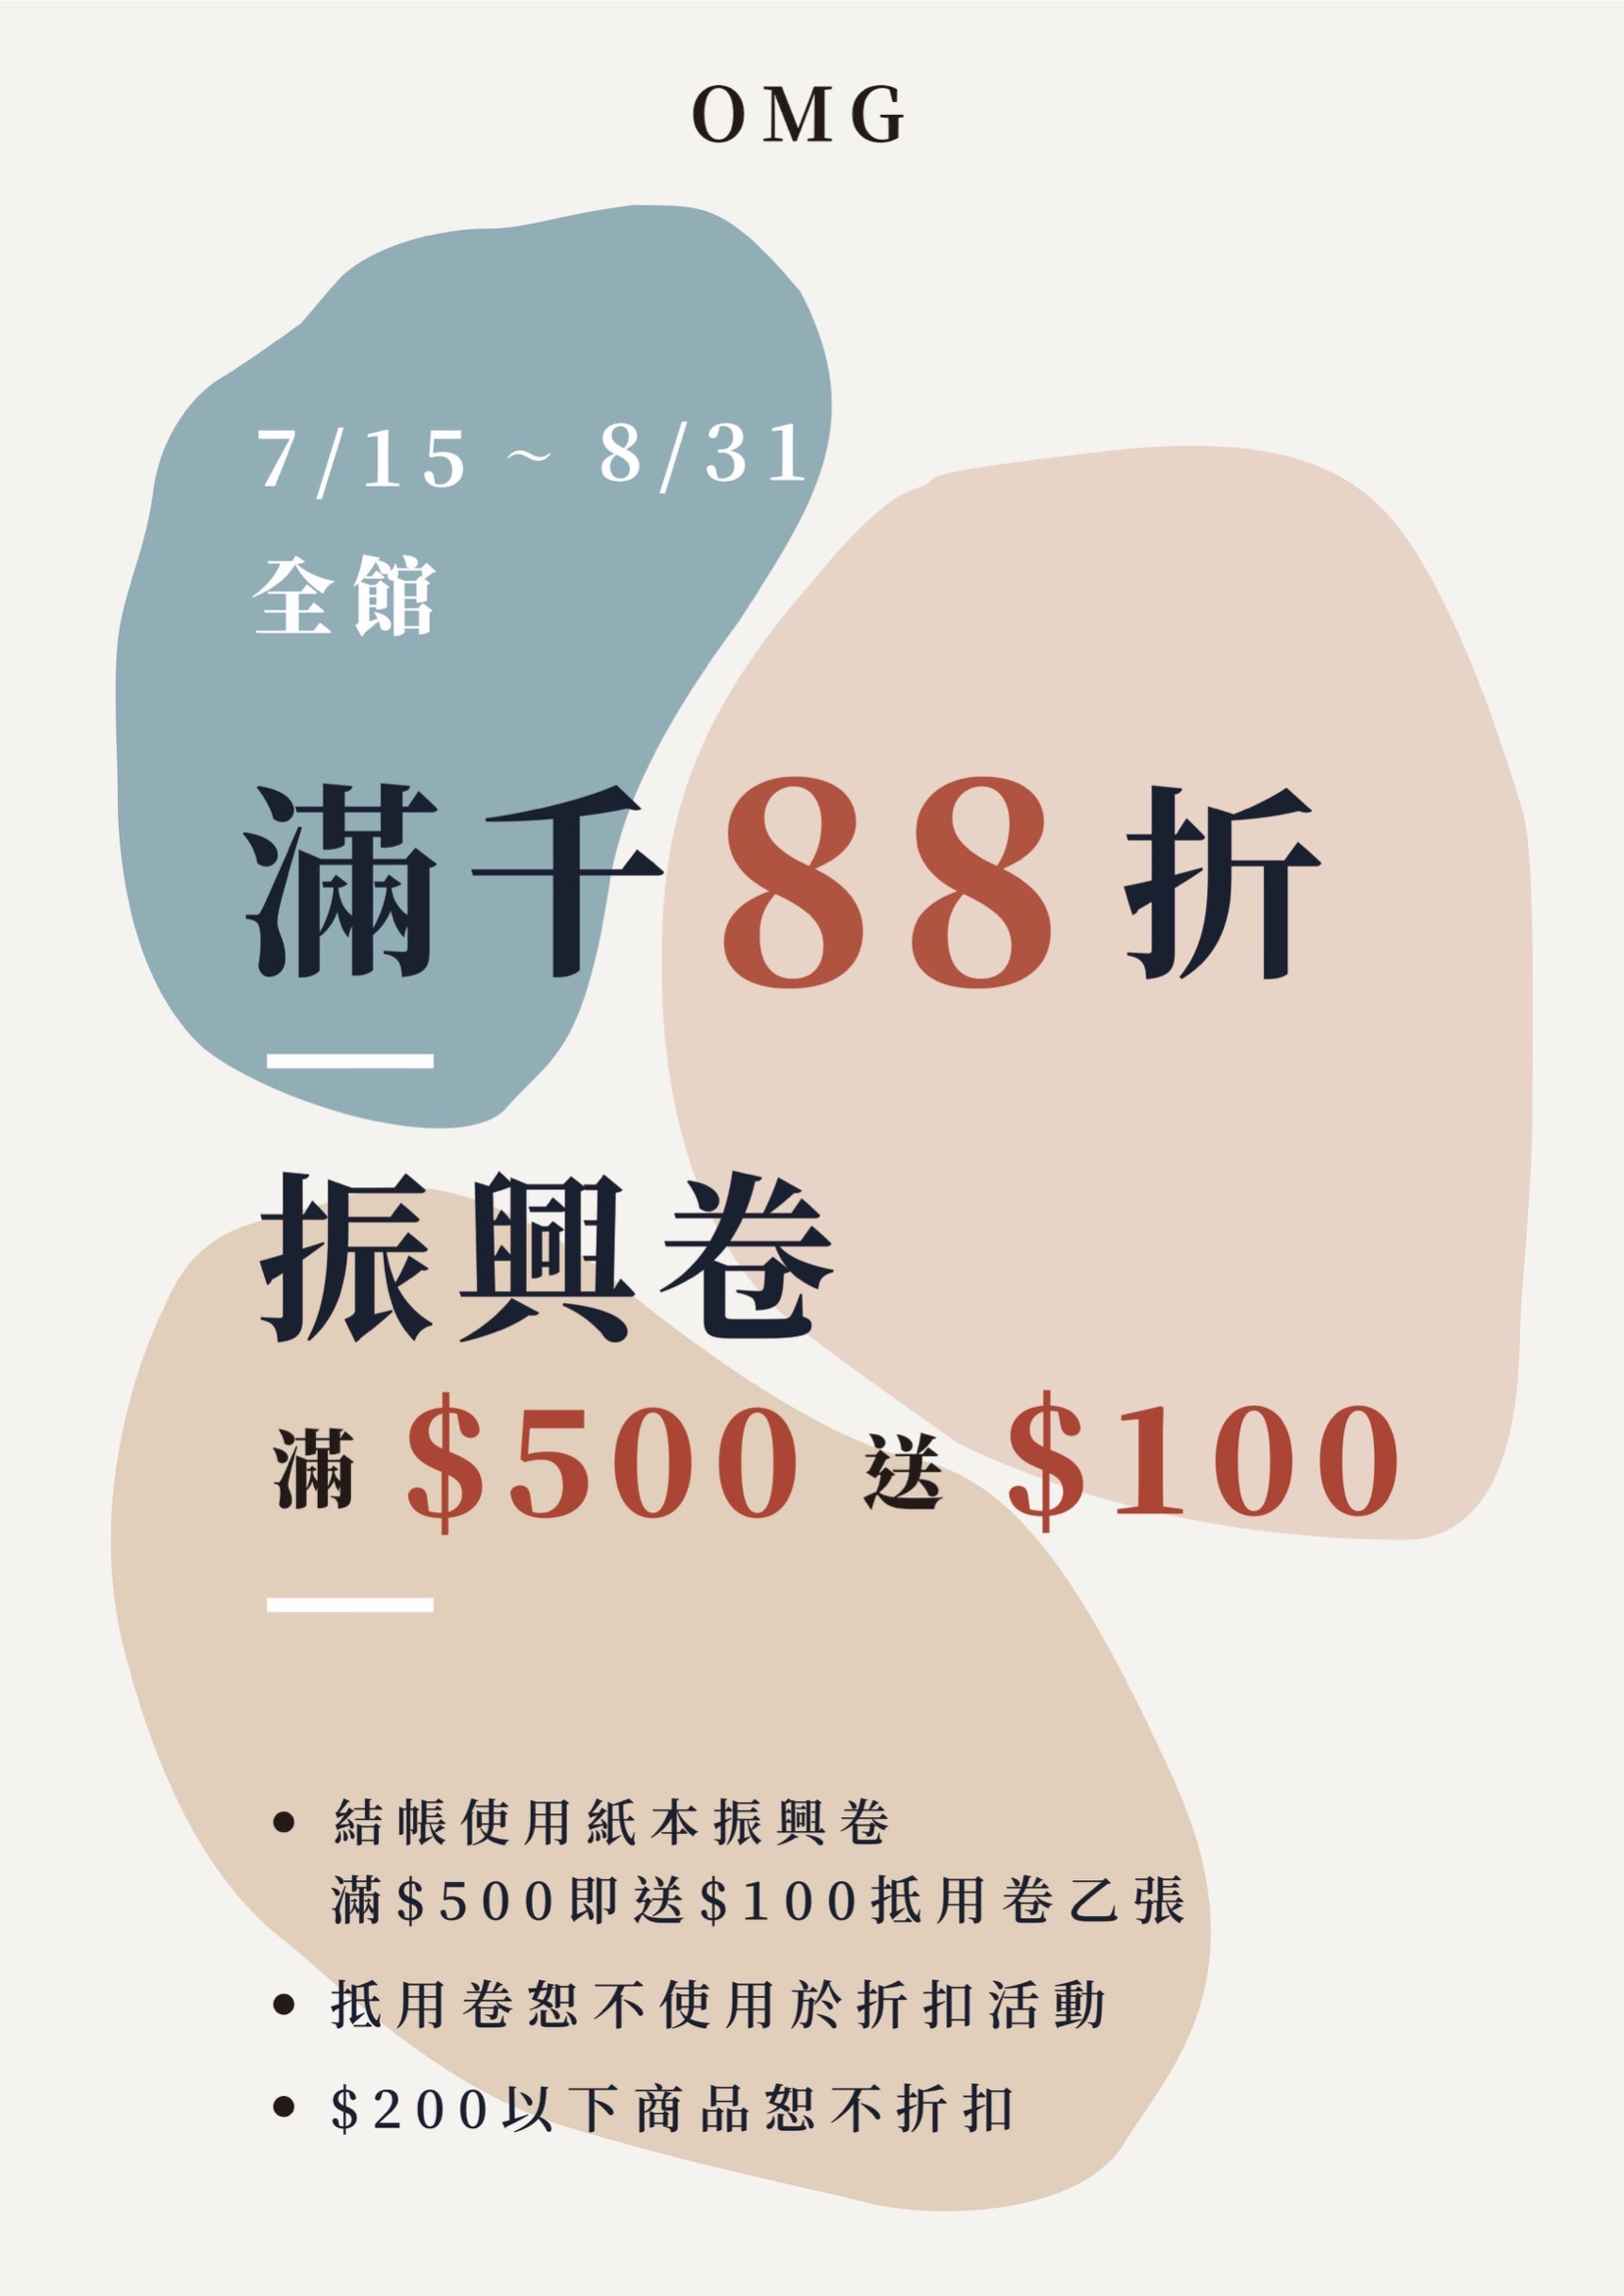 OMG
7/15 ~ 8/31
全館
滿千88折
振興卷
滿 $500 送 $100
● 結帳使用紙本振興卷
滿$500即送$100抵用卷乙張
● 抵用卷恕不使用於折扣活動
● $200以下商品恕不折扣